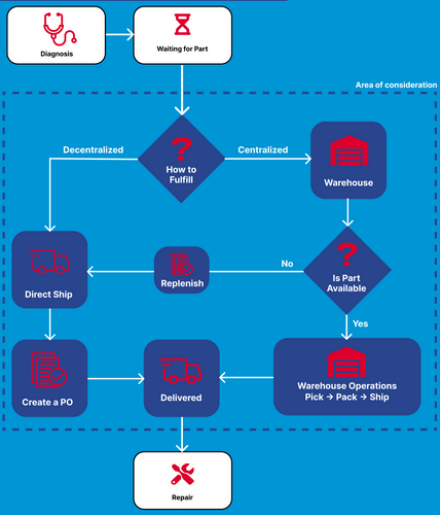 Diagnosis
Waiting for Part
Area of consideration
Decentralized
?
How to
Fulfill
Centralized
Warehouse
Direct Ship
Replenish
No
?
Is Part
Available
Yes
Create a PO
Delivered
Warehouse Operations
Pick → Pack → Ship
Repair